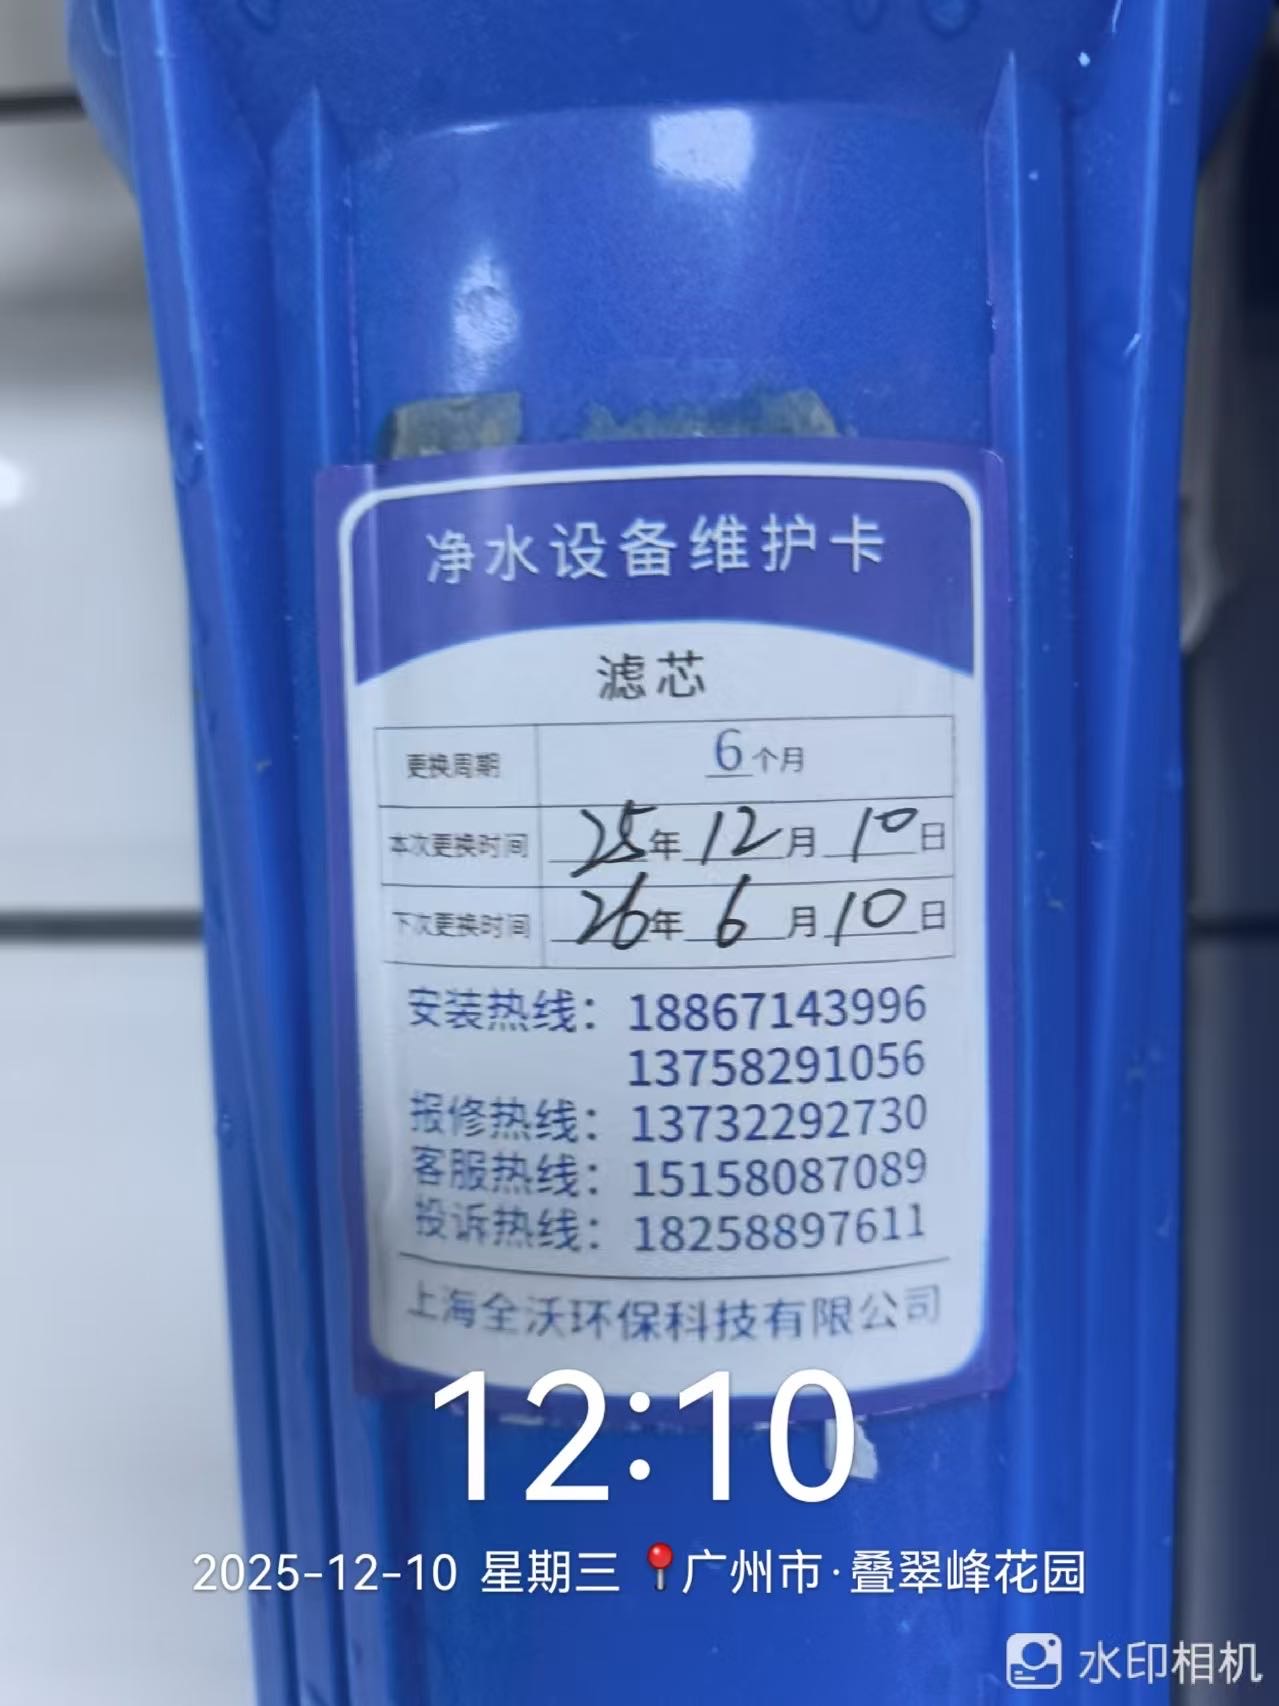 净水设备维护卡
滤芯
更换周期 6个月
本次更换时间 25年12月10日
下次更换时间 26年6月10日
安装热线：18867143996
13758291056
报修热线：13732292730
客服热线：15158087089
投诉热线：18258897611
上海全沃环保科技有限公司
12:10
2025-12-10 星期三 📍广州市·叠翠峰花园
水印相机